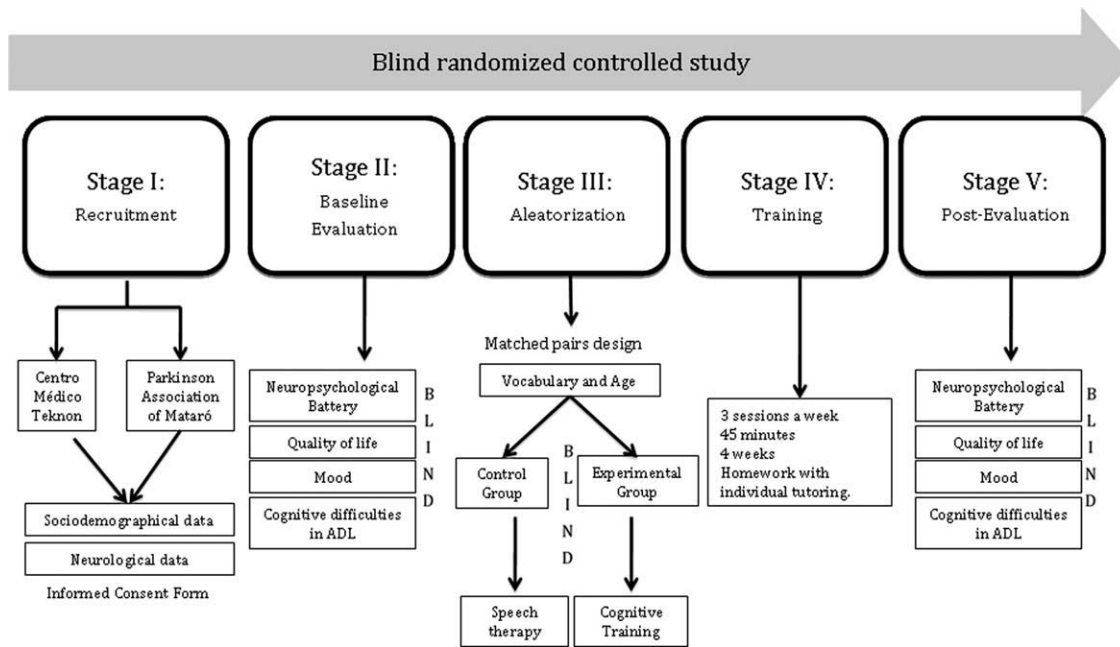 Blind randomized controlled study
Stage I:
Recruitment
Centro
Médico
Teknon
Parkinson
Association
of Mataró
Sociodemographical data
Neurological data
Informed Consent Form
Stage II:
Baseline
Evaluation
Neuropsychological
Battery
Quality of life
Mood
Cognitive difficulties
in ADL
B
L
I
N
D
Stage III:
Aleatorization
Matched pairs design
Vocabulary and Age
Control
Group
B
L
I
N
D
Experimental
Group
Speech
therapy
Cognitive
Training
Stage IV:
Training
3 sessions a week
45 minutes
4 weeks
Homework with
individual tutoring.
Stage V:
Post-Evaluation
Neuropsychological
Battery
Quality of life
Mood
Cognitive difficulties
in ADL
B
L
I
N
D